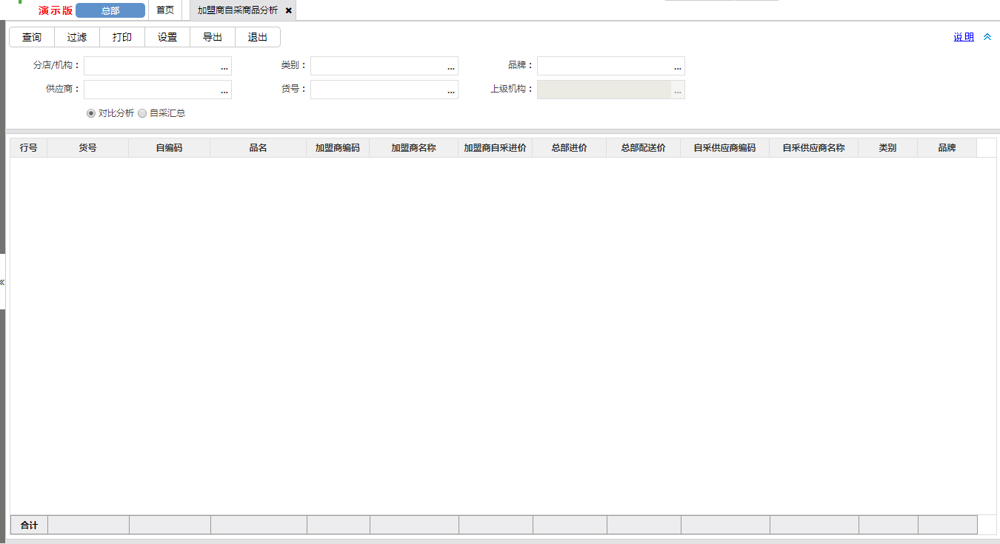 演示版 总部 首页 加盟商自采商品分析 ✖
查询 过滤 打印 设置 导出 退出 说明
分店/机构： ... 类别： ... 品牌： ...
供应商： ... 货号： ... 上级机构： ...
对比分析 自采汇总
行号 货号 自编码 品名 加盟商编码 加盟商名称 加盟商自采进价 总部进价 总部配送价 自采供应商编码 自采供应商名称 类别 品牌
«
合计